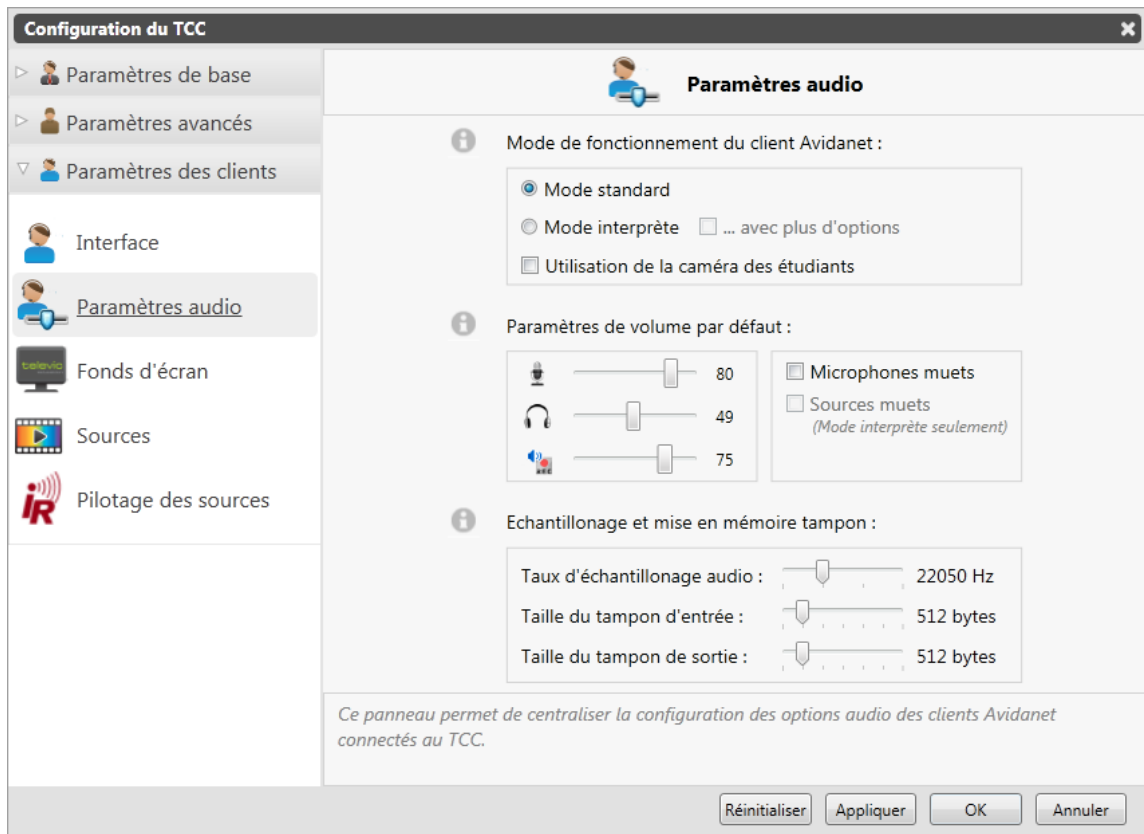 Configuration du TCC
Paramètres de base
Paramètres avancés
Paramètres des clients
Interface
Paramètres audio
televic
Fonds d'écran
Sources
IR
Pilotage des sources
Paramètres audio
Mode de fonctionnement du client Avidanet :
Mode standard
Mode interprète ... avec plus d'options
Utilisation de la caméra des étudiants
Paramètres de volume par défaut :
80
49
75
Microphones muets
Sources muets
(Mode interprète seulement)
Echantillonage et mise en mémoire tampon :
Taux d'échantillonage audio : 22050 Hz
Taille du tampon d'entrée : 512 bytes
Taille du tampon de sortie : 512 bytes
Ce panneau permet de centraliser la configuration des options audio des clients Avidanet
connectés au TCC.
Réinitialiser Appliquer OK Annuler